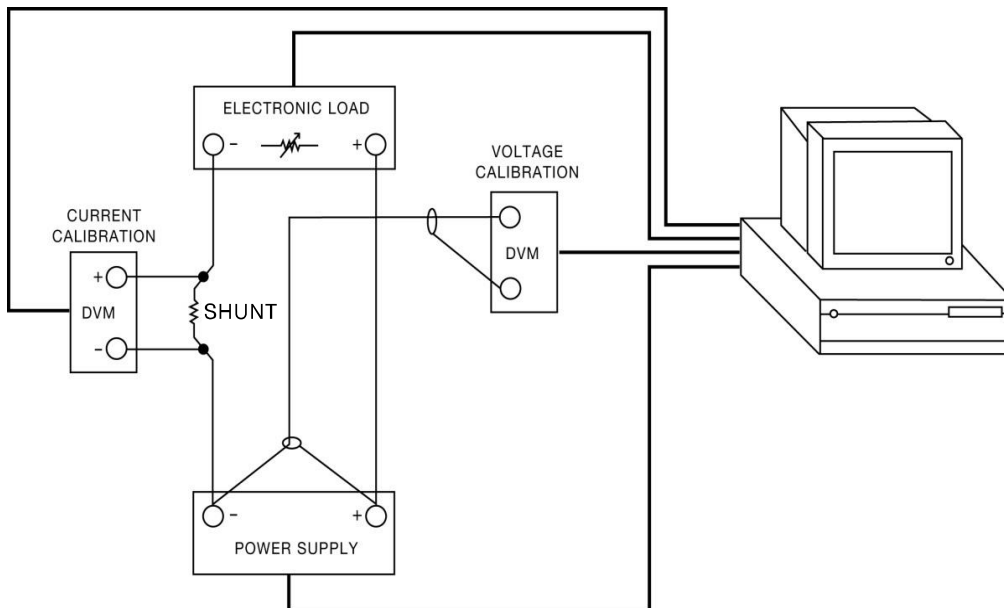 ELECTRONIC LOAD
- +
VOLTAGE
CALIBRATION
DVM
CURRENT
CALIBRATION
+
DVM
-
SHUNT
- +
POWER SUPPLY